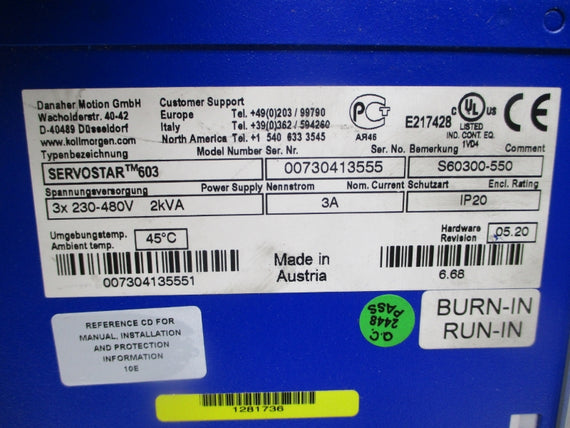 Danaher Motion GmbH
Wacholderstr. 40-42
D-40489 Düsseldorf
www.kollmorgen.com
Customer Support
Europe Tel. +49(0)203 / 99790
Italy Tel. +39(0)362 / 594260
North America Tel. +1 540 633 3545
AR46
E217428
C UL US
LISTED
IND. CONT. EQ.
1VD4
CE
Typenbezeichnung Model Number Ser. Nr. Ser. No. Bemerkung Comment
SERVOSTAR™603 00730413555 S60300-550
Spannungsversorgung Power Supply Nennstrom Nom. Current Schutzart Encl. Rating
3x 230-480V 2kVA 3A IP20
Umgebungstemp.
Ambient temp.
45°C
Hardware
Revision
05.20
Made in
Austria
007304135551
6.68
REFERENCE CD FOR
MANUAL, INSTALLATION
AND PROTECTION
INFORMATION
10E
Q.C
2448
PASS
BURN-IN
RUN-IN
1281736